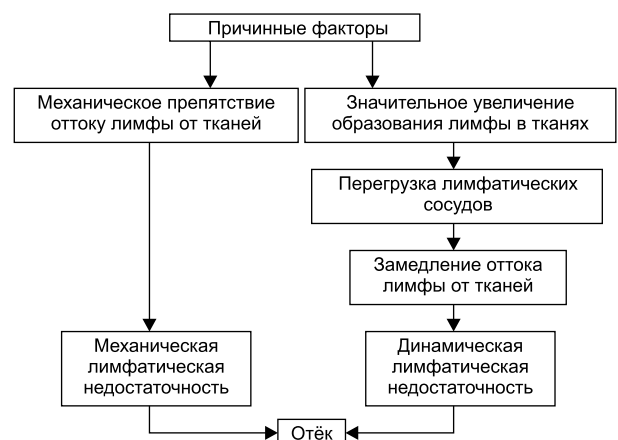 Причинные факторы
Механическое препятствие
оттоку лимфы от тканей
Значительное увеличение
образования лимфы в тканях
Перегрузка лимфатических
сосудов
Замедление оттока
лимфы от тканей
Механическая
лимфатическая
недостаточность
Динамическая
лимфатическая
недостаточность
Отёк